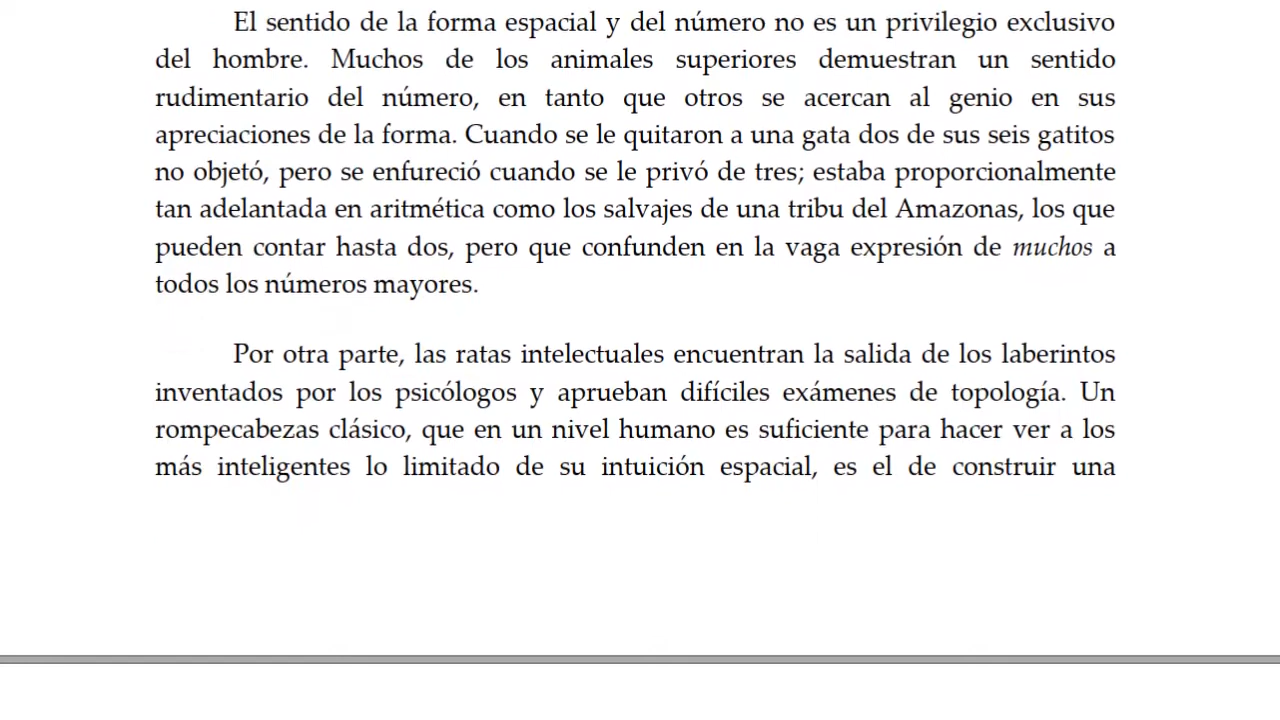 El sentido de la forma espacial y del número no es un privilegio exclusivo
del hombre. Muchos de los animales superiores demuestran un sentido
rudimentario del número, en tanto que otros se acercan al genio en sus
apreciaciones de la forma. Cuando se le quitaron a una gata dos de sus seis gatitos
no objetó, pero se enfureció cuando se le privó de tres; estaba proporcionalmente
tan adelantada en aritmética como los salvajes de una tribu del Amazonas, los que
pueden contar hasta dos, pero que confunden en la vaga expresión de muchos a
todos los números mayores.
Por otra parte, las ratas intelectuales encuentran la salida de los laberintos
inventados por los psicólogos y aprueban difíciles exámenes de topología. Un
rompecabezas clásico, que en un nivel humano es suficiente para hacer ver a los
más inteligentes lo limitado de su intuición espacial, es el de construir una